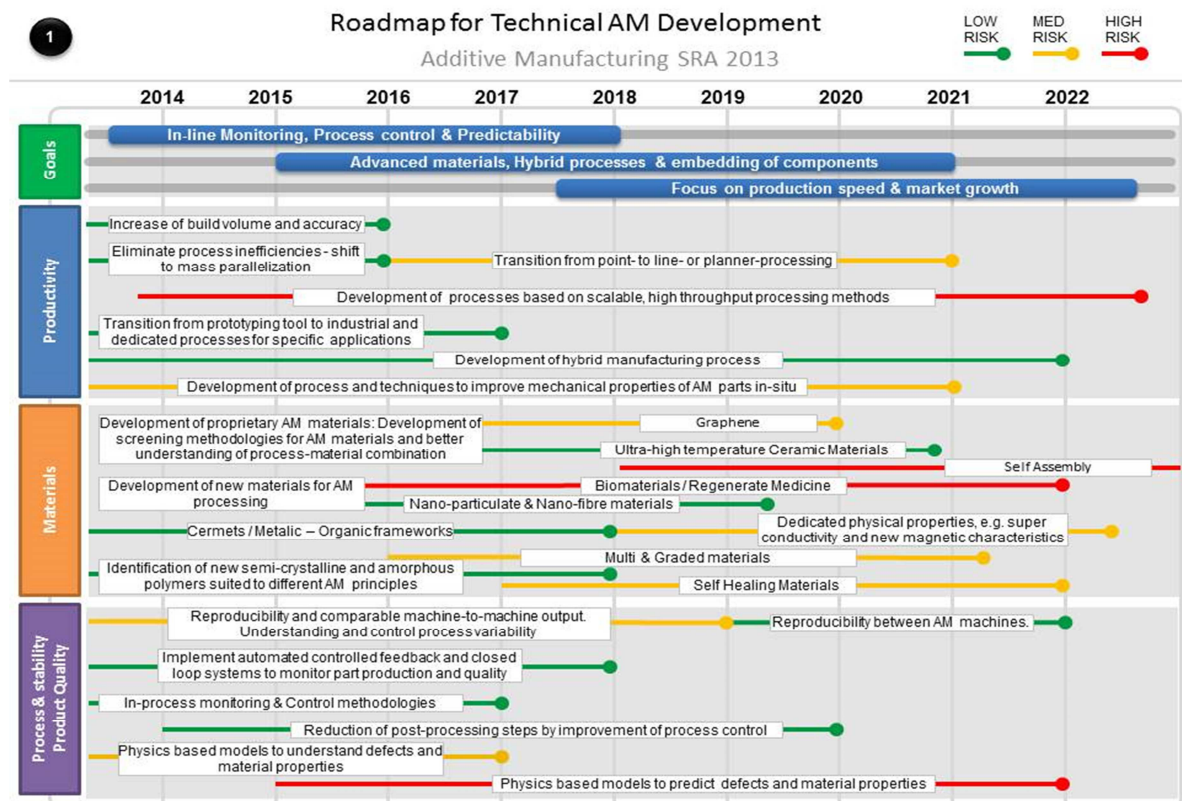 1
Roadmap for Technical AM Development
Additive Manufacturing SRA 2013
LOW
RISK
MED
RISK
HIGH
RISK
2014 2015 2016 2017 2018 2019 2020 2021 2022
Goals
In-line Monitoring, Process control & Predictability
Advanced materials, Hybrid processes & embedding of components
Focus on production speed & market growth
Productivity
Increase of build volume and accuracy
Eliminate process inefficiencies - shift
to mass parallelization
Transition from point- to line- or planner-processing
Development of processes based on scalable, high throughput processing methods
Transition from prototyping tool to industrial and
dedicated processes for specific applications
Development of hybrid manufacturing process
Development of process and techniques to improve mechanical properties of AM parts in-situ
Materials
Development of proprietary AM materials: Development of
screening methodologies for AM materials and better
understanding of process-material combination
Graphene
Ultra-high temperature Ceramic Materials
Self Assembly
Development of new materials for AM
processing
Biomaterials / Regenerate Medicine
Nano-particulate & Nano-fibre materials
Cermets / Metalic – Organic frameworks
Dedicated physical properties, e.g. super
conductivity and new magnetic characteristics
Multi & Graded materials
Identification of new semi-crystalline and amorphous
polymers suited to different AM principles
Self Healing Materials
Process & stability
Product Quality
Reproducibility and comparable machine-to-machine output.
Understanding and control process variability
Reproducibility between AM machines.
Implement automated controlled feedback and closed
loop systems to monitor part production and quality
In-process monitoring & Control methodologies
Reduction of post-processing steps by improvement of process control
Physics based models to understand defects and
material properties
Physics based models to predict defects and material properties